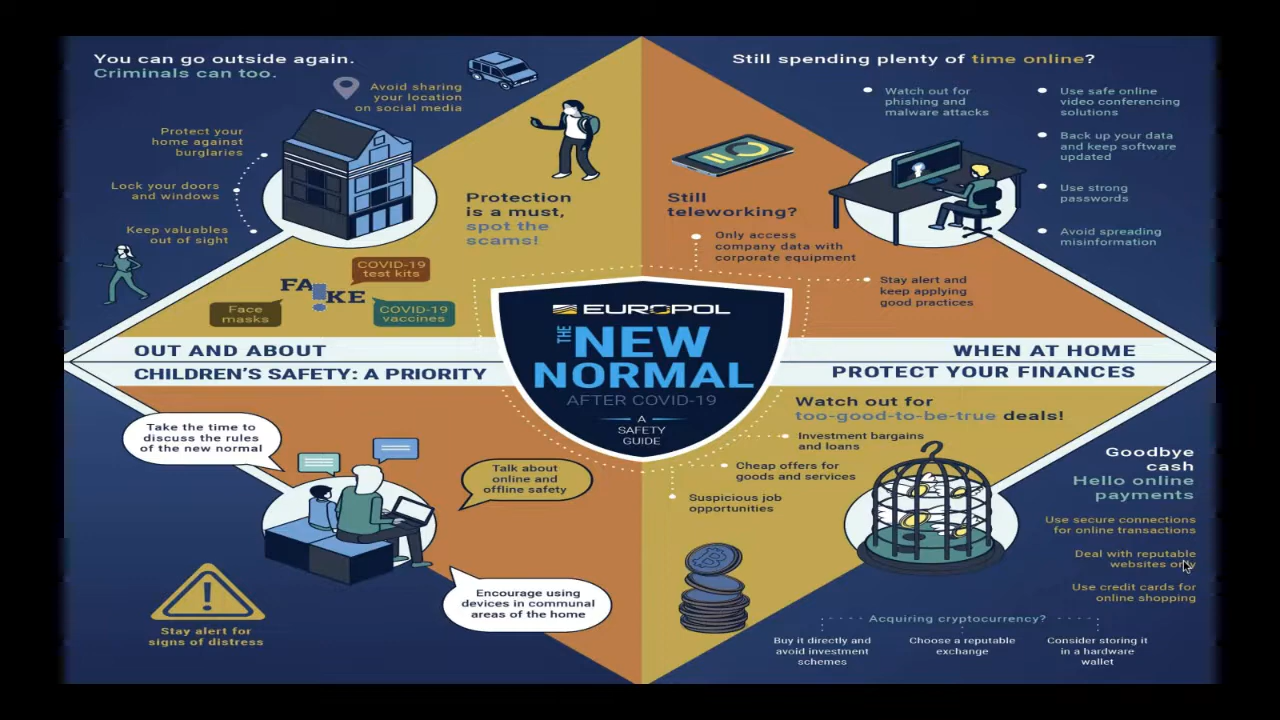 You can go outside again.
Criminals can too.
Avoid sharing
your location
on social media
Protect your
home against
burglaries
Lock your doors
and windows
Keep valuables
out of sight
Protection
is a must,
spot the
scams!
FA!KE
COVID-19
test kits
Face
masks
COVID-19
vaccines
OUT AND ABOUT
Still spending plenty of time online?
Watch out for
phishing and
malware attacks
Use safe online
video conferencing
solutions
Back up your data
and keep software
updated
Use strong
passwords
Avoid spreading
misinformation
Still
teleworking?
Only access
company data with
corporate equipment
Stay alert and
keep applying
good practices
WHEN AT HOME
EUROPOL
THE NEW
NORMAL
AFTER COVID-19
A
SAFETY
GUIDE
CHILDREN'S SAFETY: A PRIORITY
Take the time to
discuss the rules
of the new normal
Talk about
online and
offline safety
Encourage using
devices in communal
areas of the home
Stay alert for
signs of distress
PROTECT YOUR FINANCES
Watch out for
too-good-to-be-true deals!
Investment bargains
and loans
Cheap offers for
goods and services
Suspicious job
opportunities
Goodbye
cash
Hello online
payments
Use secure connections
for online transactions
Deal with reputable
websites only
Use credit cards for
online shopping
Acquiring cryptocurrency?
Buy it directly and
avoid investment
schemes
Choose a reputable
exchange
Consider storing it
in a hardware
wallet